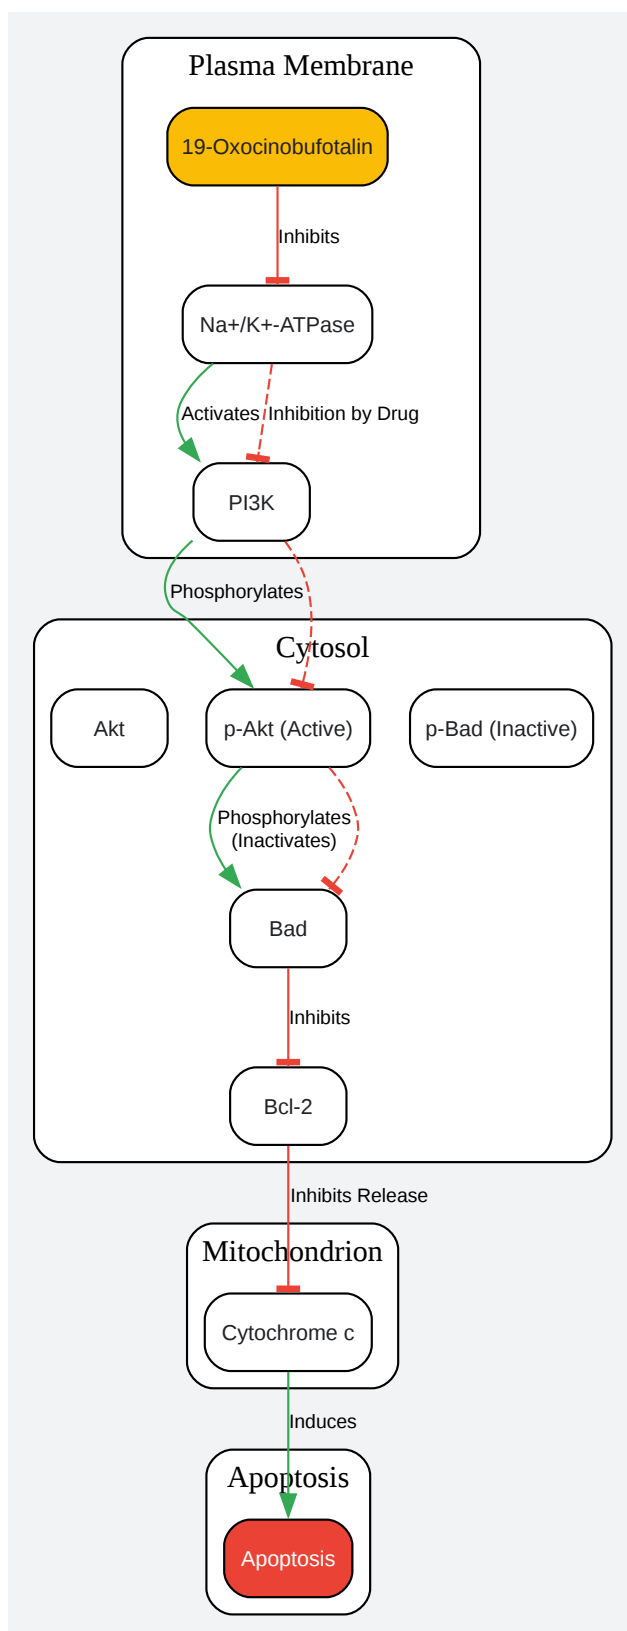 Plasma Membrane
19-Oxocinobufotalin
Inhibits
Na+/K+-ATPase
Activates
Inhibition by Drug
PI3K
Phosphorylates
Cytosol
Akt
p-Akt (Active)
p-Bad (Inactive)
Phosphorylates
(Inactivates)
Bad
Inhibits
Bcl-2
Inhibits Release
Mitochondrion
Cytochrome c
Induces
Apoptosis
Apoptosis